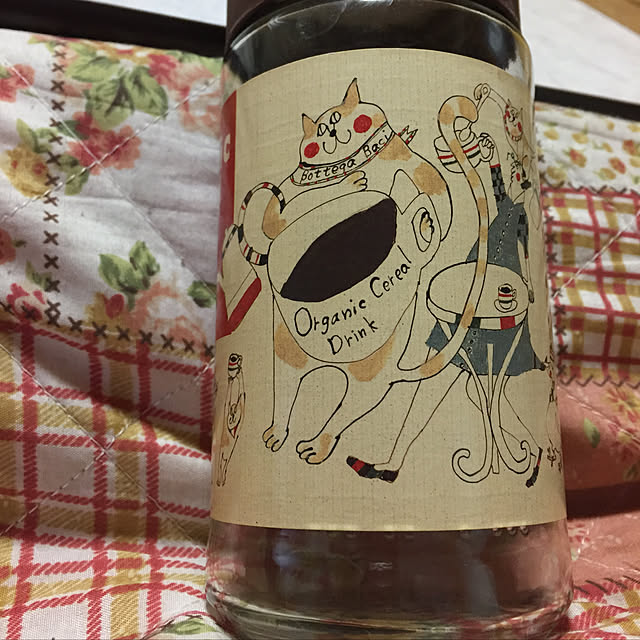 C
bottega Baci
Organic Cereal
Drink